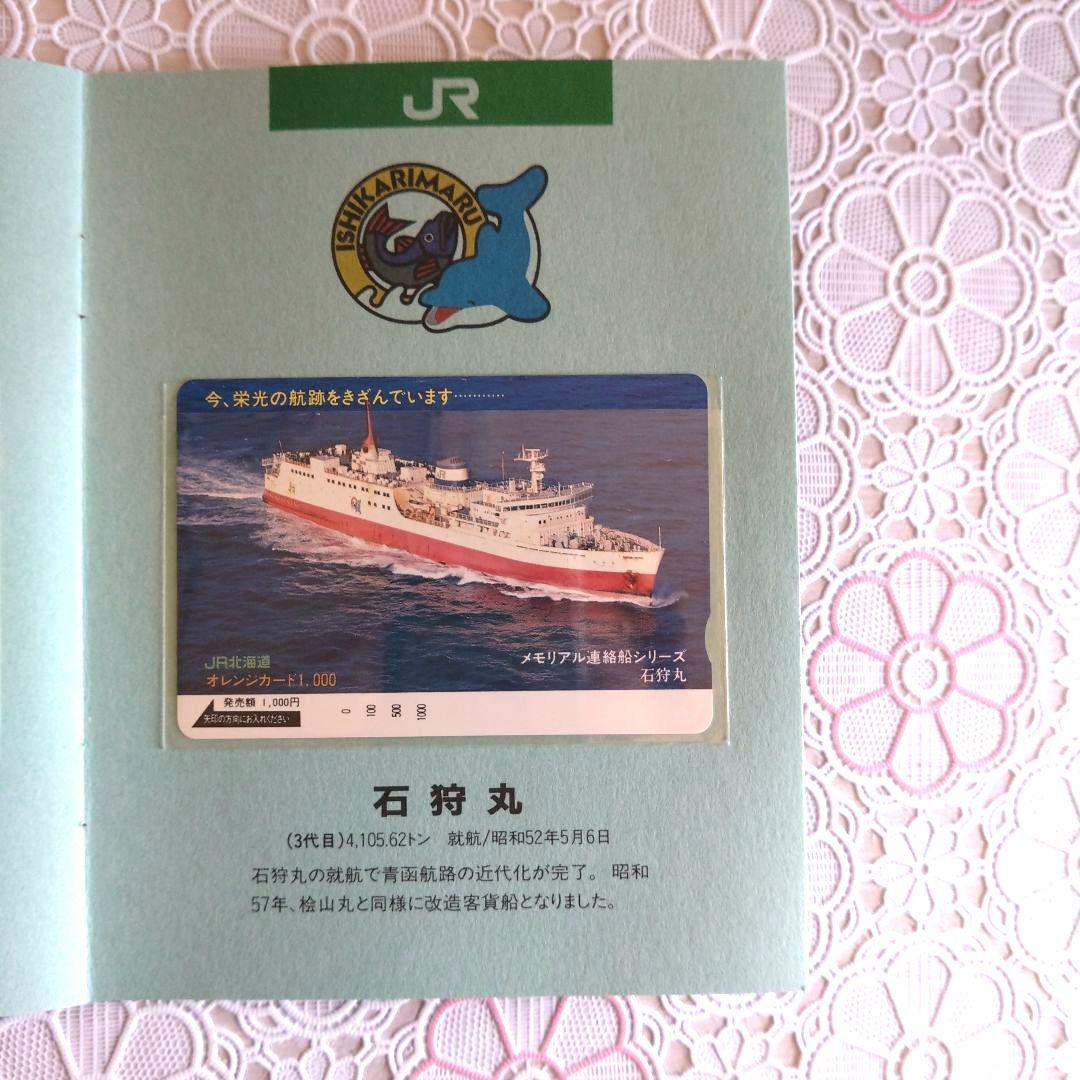 JR
ISHIKARIMARU
今、栄光の航跡をきざんでいます…………
JR北海道
オレンジカード1,000
メモリアル連絡船シリーズ
石狩丸
発売額 1,000円
矢印の方向にお入れください
0 100 500 1000
石狩丸
(3代目)4,105.62トン 就航/昭和52年5月6日
石狩丸の就航で青函航路の近代化が完了。昭和
57年、桧山丸と同様に改造客貨船となりました。